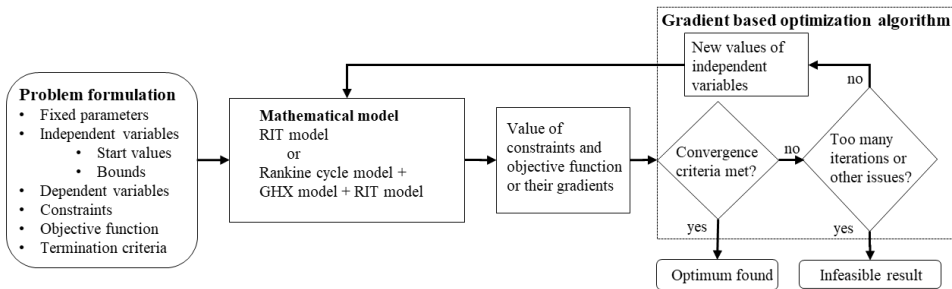 Gradient based optimization algorithm
Problem formulation
• Fixed parameters
• Independent variables
• Start values
• Bounds
• Dependent variables
• Constraints
• Objective function
• Termination criteria
Mathematical model
RIT model
or
Rankine cycle model +
GHX model + RIT model
Value of
constraints and
objective function
or their gradients
New values of
independent
variables
Convergence
criteria met?
no
Too many
iterations or
other issues?
no
yes
yes
Optimum found
Infeasible result